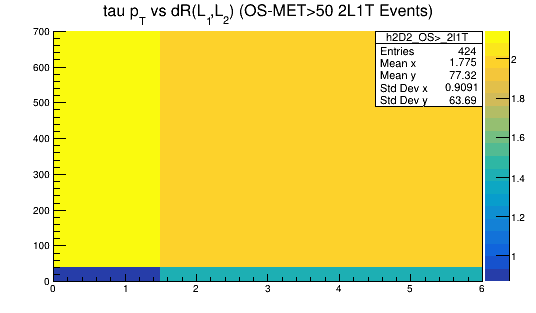 tau p_T vs dR(L_1,L_2) (OS-MET>50 2L1T Events)
h2D2_OS>_2l1T
Entries 424
Mean x 1.775
Mean y 77.32
Std Dev x 0.9091
Std Dev y 63.69
700
600
500
400
300
200
100
0
0 1 2 3 4 5 6
2
1.8
1.6
1.4
1.2
1